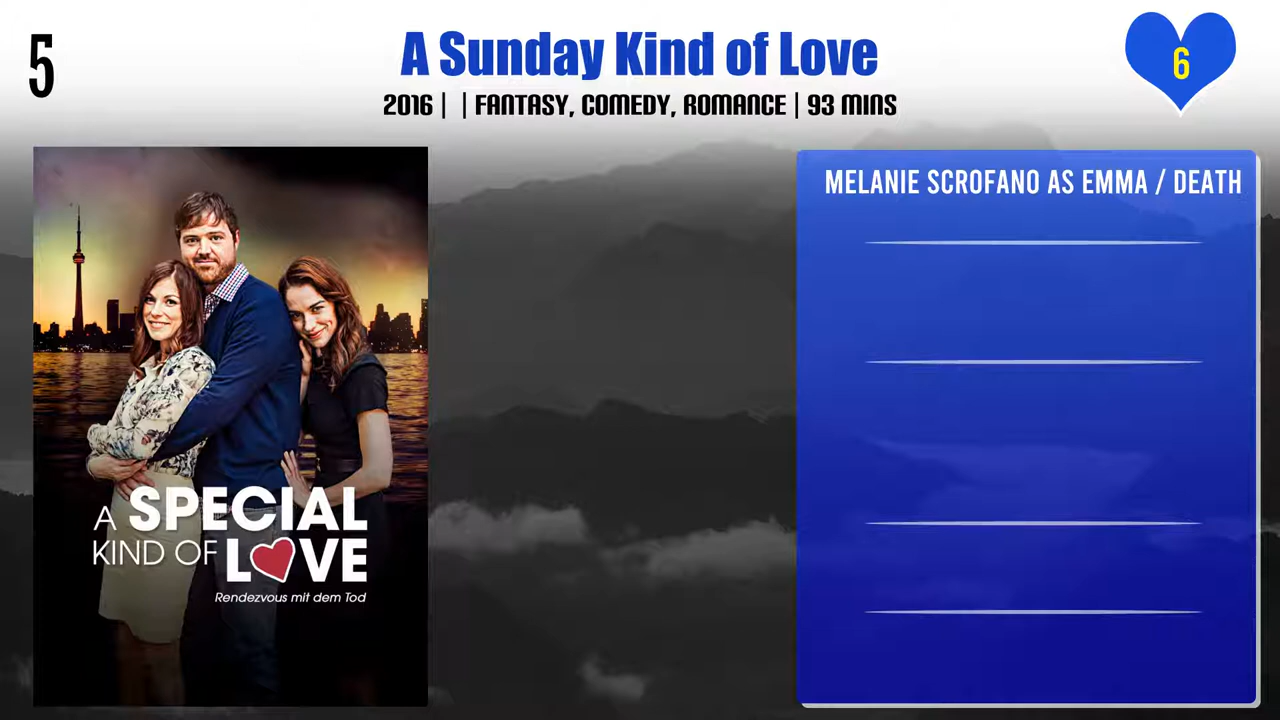 5
A Sunday Kind of Love
6
2016 | | FANTASY, COMEDY, ROMANCE | 93 MINS
MELANIE SCROFANO AS EMMA / DEATH
A SPECIAL
KIND OF LOVE
Rendezvous mit dem Tod